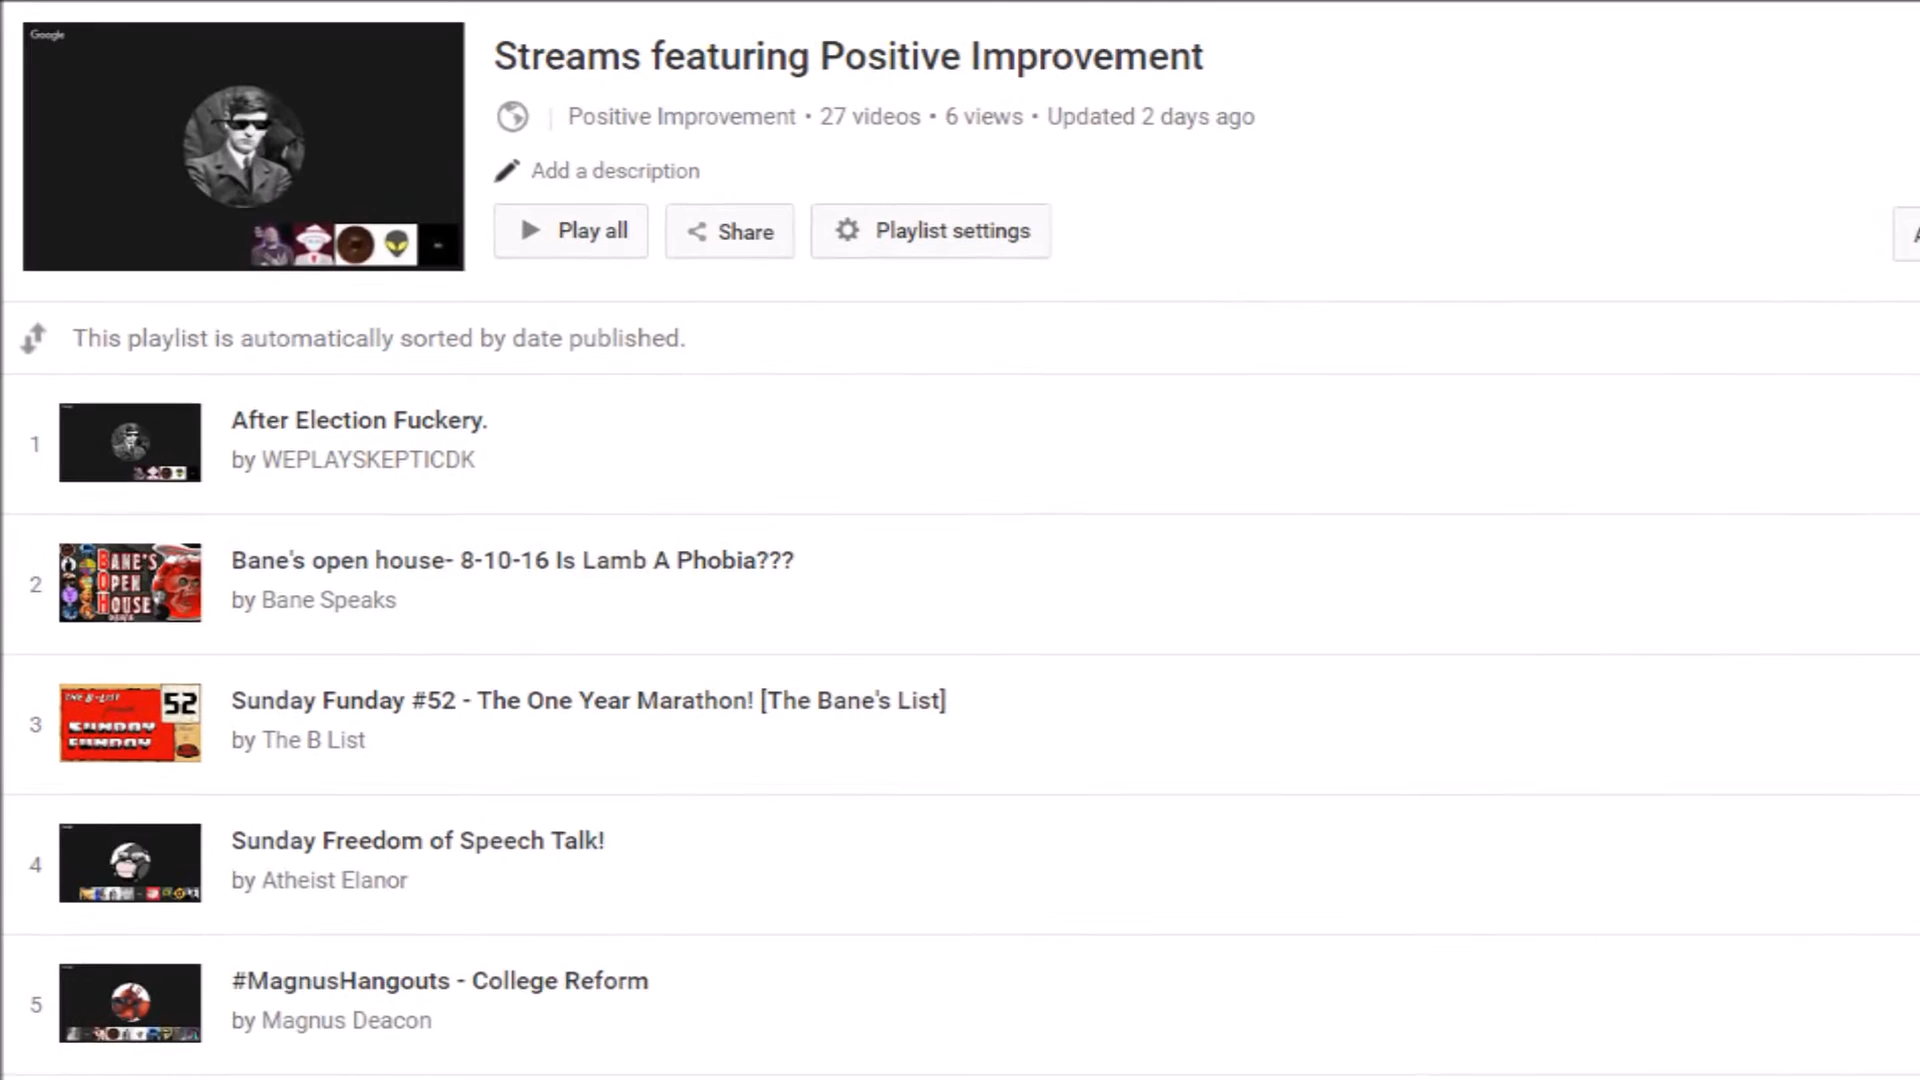 Google
Streams featuring Positive Improvement
Positive Improvement • 27 videos • 6 views • Updated 2 days ago
Add a description
Play all
Share
Playlist settings
This playlist is automatically sorted by date published.
1
After Election Fuckery.
by WEPLAYSKEPTICDK
2
BANE'S
OPEN
HOUSE
Bane's open house- 8-10-16 Is Lamb A Phobia???
by Bane Speaks
3
THE B-LIST
52
SUNDAY
FUNDAY
Sunday Funday #52 - The One Year Marathon! [The Bane's List]
by The B List
4
Sunday Freedom of Speech Talk!
by Atheist Elanor
5
#MagnusHangouts - College Reform
by Magnus Deacon